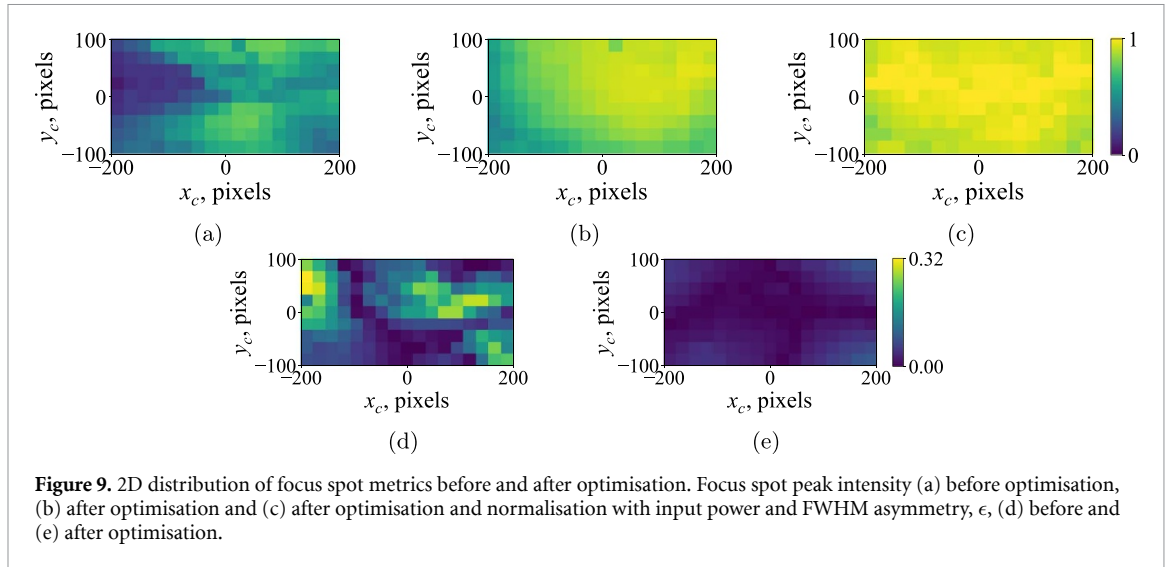 100
0
−100
−200
0
200
y_c, pixels
x_c, pixels
(a)
100
0
−100
−200
0
200
y_c, pixels
x_c, pixels
(b)
100
0
−100
−200
0
200
y_c, pixels
x_c, pixels
1
0
(c)
100
0
−100
−200
0
200
y_c, pixels
x_c, pixels
(d)
100
0
−100
−200
0
200
y_c, pixels
x_c, pixels
0.32
0.00
(e)
Figure 9. 2D distribution of focus spot metrics before and after optimisation. Focus spot peak intensity (a) before optimisation,
(b) after optimisation and (c) after optimisation and normalisation with input power and FWHM asymmetry, ϵ, (d) before and
(e) after optimisation.